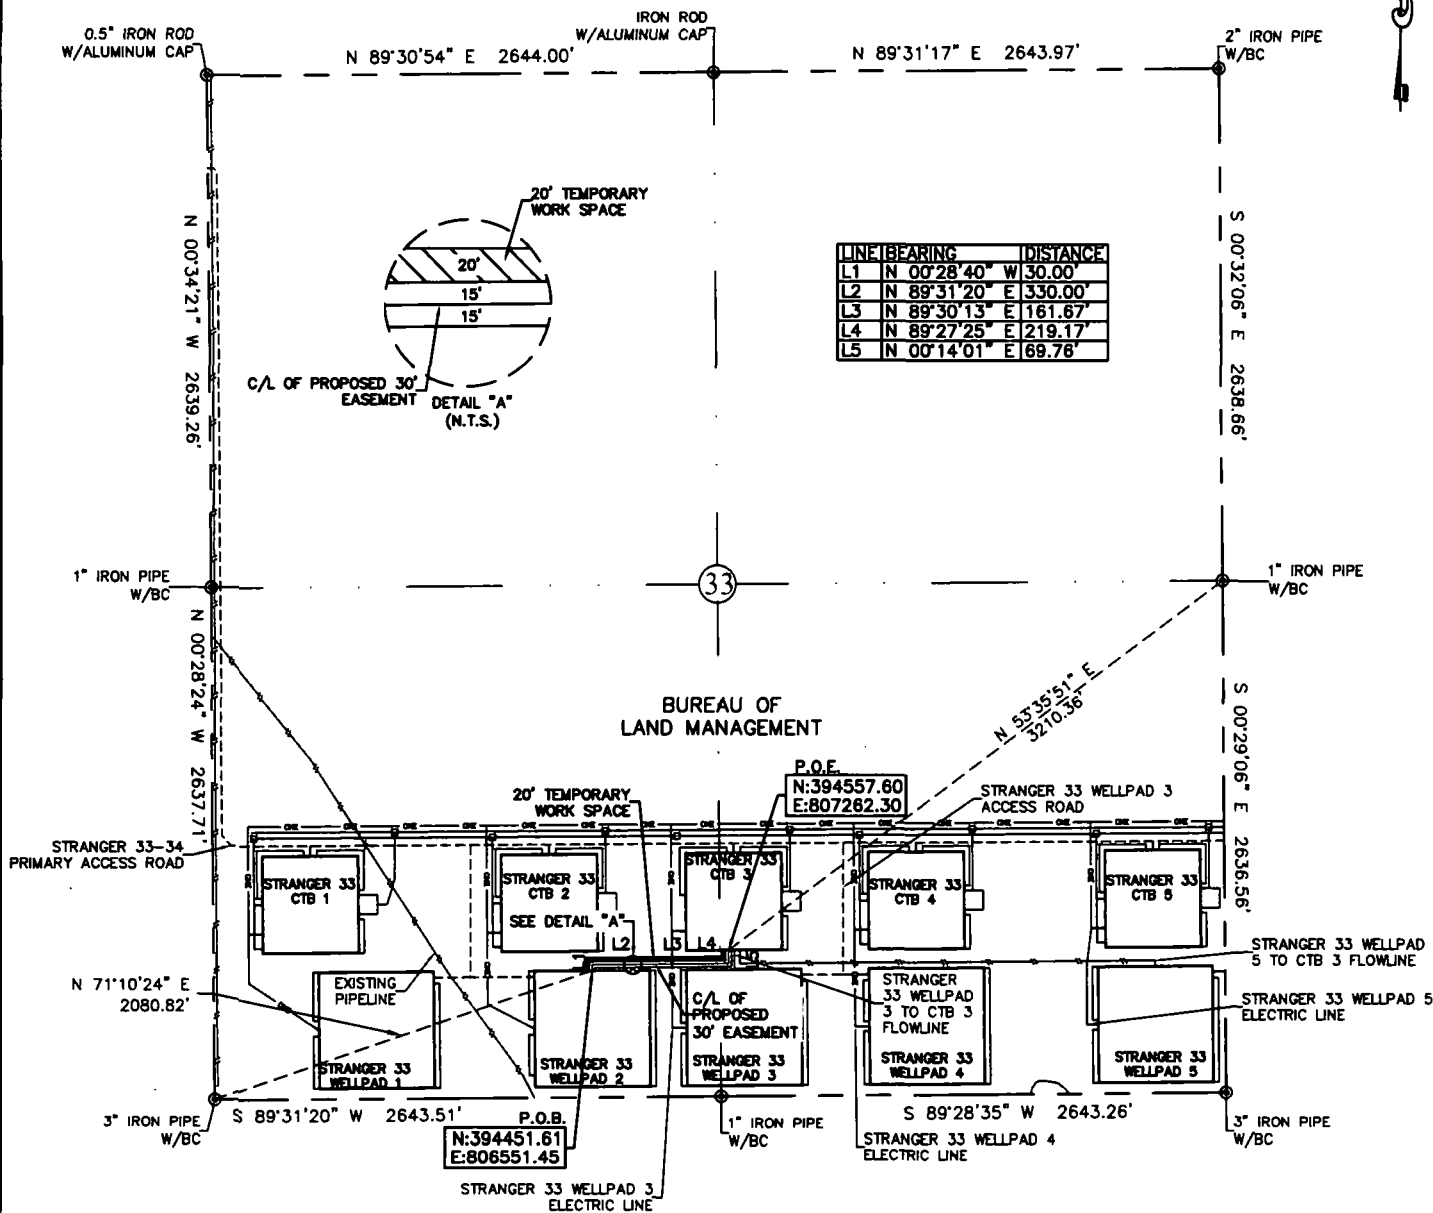 0.5" IRON ROD
W/ALUMINUM CAP
N 89°30'54" E 2644.00'
IRON ROD
W/ALUMINUM CAP
N 89°31'17" E 2643.97'
2" IRON PIPE
W/BC
N 00°34'21" W 2639.26'
20' TEMPORARY
WORK SPACE
20'
15'
15'
C/L OF PROPOSED 30'
EASEMENT
DETAIL "A"
(N.T.S.)
LINE BEARING DISTANCE
L1 N 00°28'40" W 30.00'
L2 N 89°31'20" E 330.00'
L3 N 89°30'13" E 161.67'
L4 N 89°27'25" E 219.17'
L5 N 00°14'01" E 69.76'
S 00°32'06" E 2638.66'
1" IRON PIPE
W/BC
33
1" IRON PIPE
W/BC
N 00°28'24" W 2637.71'
BUREAU OF
LAND MANAGEMENT
N 53°35'51" E
3210.36'
S 00°29'06" E 2636.56'
P.O.E.
N:394557.60
E:807262.30
20' TEMPORARY
WORK SPACE
STRANGER 33 WELLPAD 3
ACCESS ROAD
STRANGER 33-34
PRIMARY ACCESS ROAD
STRANGER 33
CTB 1
STRANGER 33
CTB 2
STRANGER 33
CTB 3
STRANGER 33
CTB 4
STRANGER 33
CTB 5
SEE DETAIL "A"
L2
L3
L4
STRANGER 33 WELLPAD
5 TO CTB 3 FLOWLINE
N 71°10'24" E
2080.82'
EXISTING
PIPELINE
C/L OF
PROPOSED
30' EASEMENT
STRANGER
33 WELLPAD
3 TO CTB 3
FLOWLINE
STRANGER 33 WELLPAD 5
ELECTRIC LINE
STRANGER 33
WELLPAD 1
STRANGER 33
WELLPAD 2
STRANGER 33
WELLPAD 3
STRANGER 33
WELLPAD 4
STRANGER 33
WELLPAD 5
3" IRON PIPE
W/BC
S 89°31'20" W 2643.51'
P.O.B.
N:394451.61
E:806551.45
1" IRON PIPE
W/BC
S 89°28'35" W 2643.26'
3" IRON PIPE
W/BC
STRANGER 33 WELLPAD 4
ELECTRIC LINE
STRANGER 33 WELLPAD 3
ELECTRIC LINE